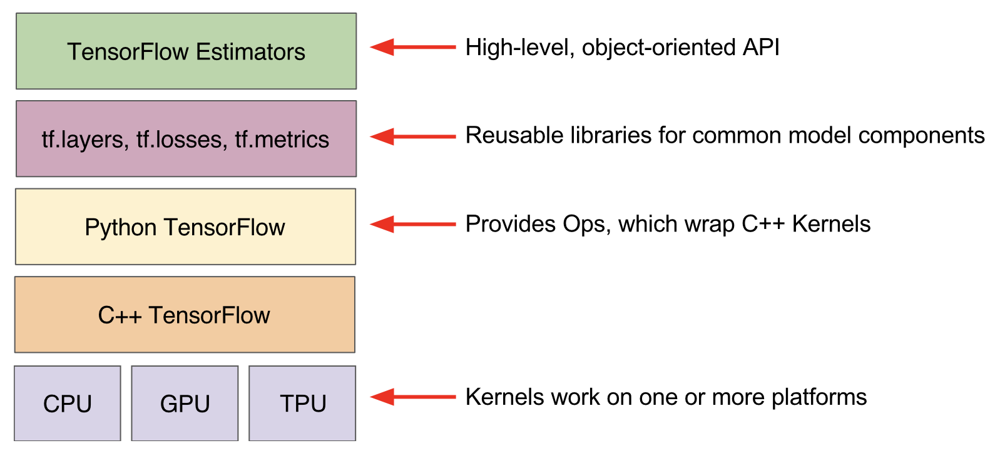 TensorFlow Estimators
High-level, object-oriented API
tf.layers, tf.losses, tf.metrics
Reusable libraries for common model components
Python TensorFlow
Provides Ops, which wrap C++ Kernels
C++ TensorFlow
CPU
GPU
TPU
Kernels work on one or more platforms